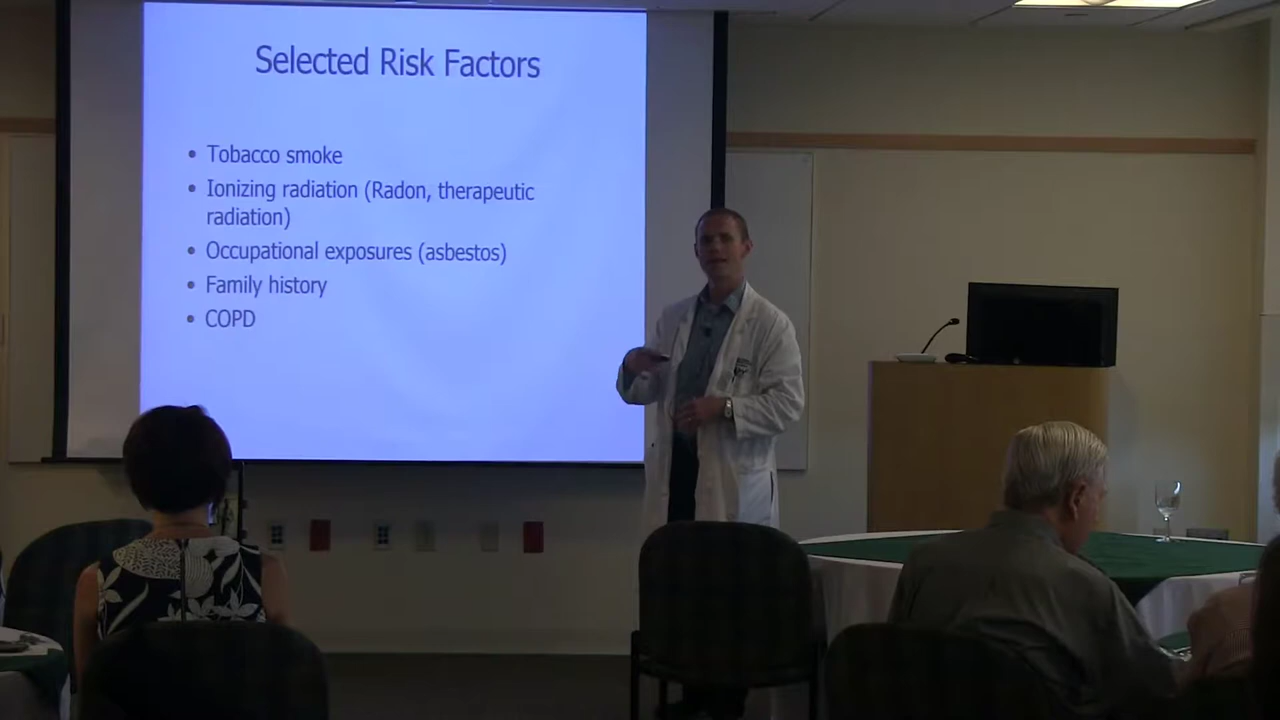 Selected Risk Factors
• Tobacco smoke
• Ionizing radiation (Radon, therapeutic
radiation)
• Occupational exposures (asbestos)
• Family history
• COPD